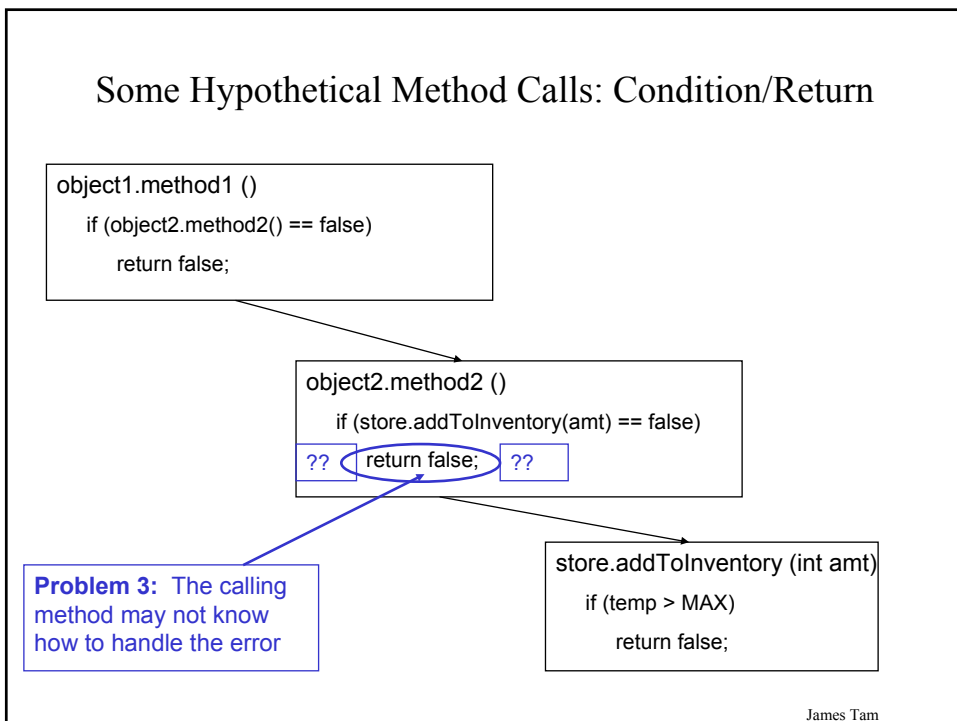 Some Hypothetical Method Calls: Condition/Return
object1.method1 ()
if (object2.method2() == false)
return false;
object2.method2 ()
if (store.addToInventory(amt) == false)
?? return false; ??
Problem 3: The calling
method may not know
how to handle the error
store.addToInventory (int amt)
if (temp > MAX)
return false;
James Tam